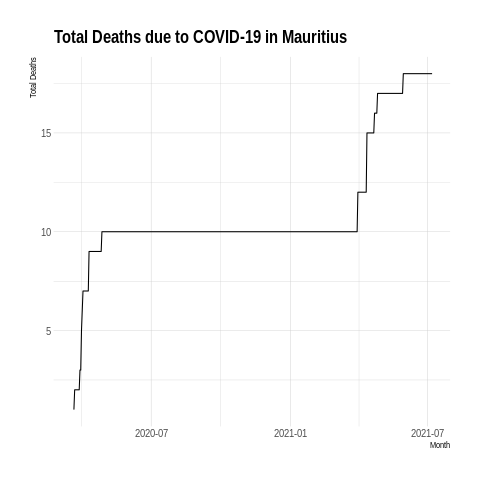 Total Deaths due to COVID-19 in Mauritius
Total Deaths
15
10
5
2020-07
2021-01
2021-07
Month